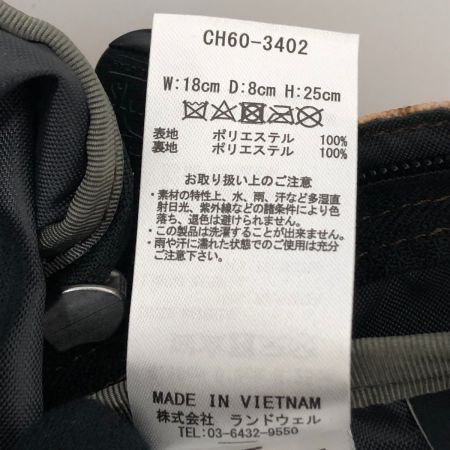 CH60-3402
W:18cm D:8cm H:25cm
表地 ポリエステル 100%
裏地 ポリエステル 100%
お取り扱い上のご注意
・素材の特性上、水、雨、汗など多湿直
射日光、紫外線などの諸条件により色
落ち、退色は避けられません。
・この製品は洗濯することが出来ません。
・雨や汗に濡れた状態でのご使用は充分
ご注意下さい。
MADE IN VIETNAM
株式会社 ランドウェル
TEL:03-6432-9550